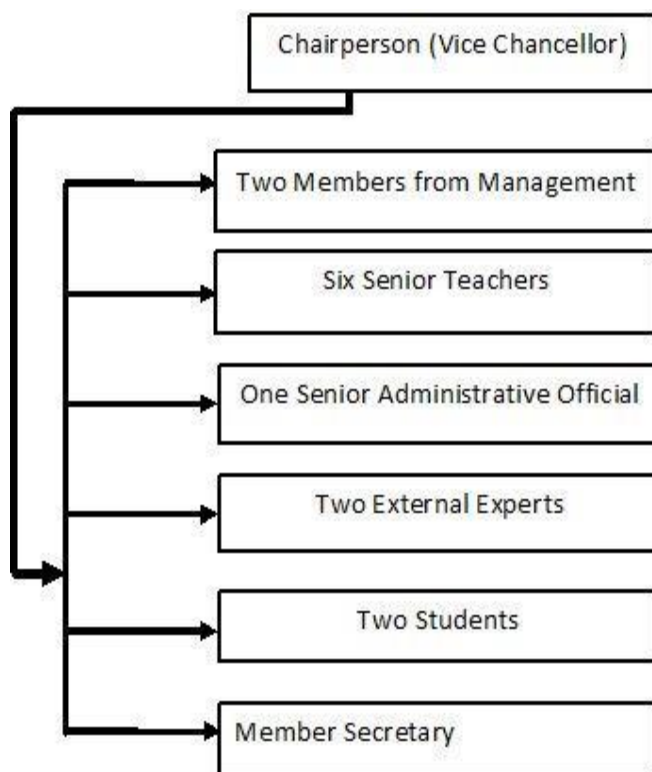 Chairperson (Vice Chancellor)
Two Members from Management
Six Senior Teachers
One Senior Administrative Official
Two External Experts
Two Students
Member Secretary